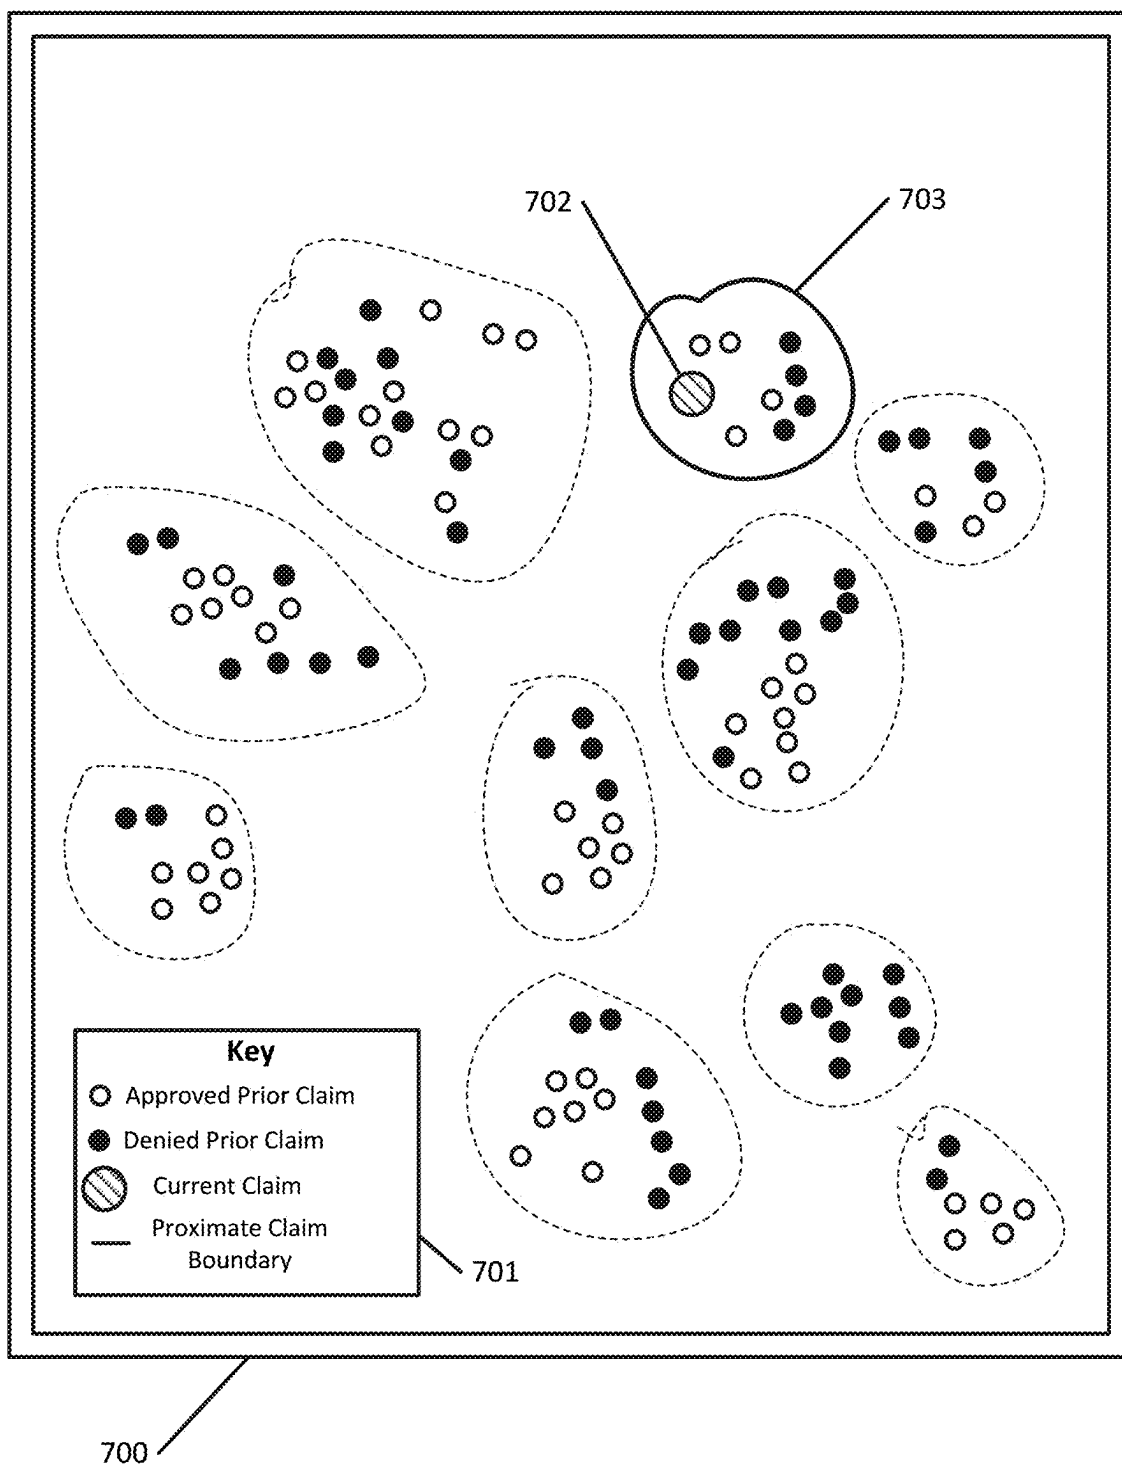 702
703
Key
Approved Prior Claim
Denied Prior Claim
Current Claim
Proximate Claim
Boundary
701
700